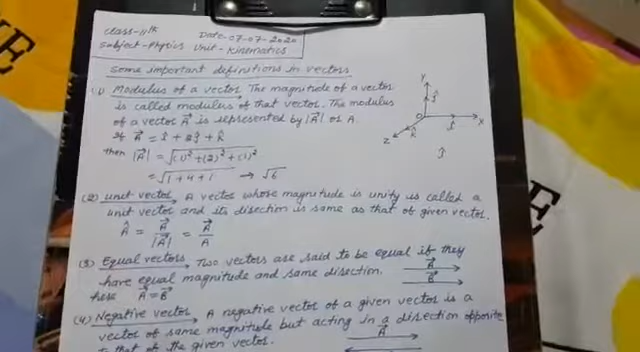 Class-11th Date-07-07-2020
Subject-Physics Unit-Kinematics
Some important definitions in vectors
(1) Modulus of a vector The magnitude of a vector
is called modulus of that vector. The modulus
of a vector A⃗ is represented by |A⃗| or A.
If A⃗ = î + 2ĵ + k̂
then |A⃗| = √(1)²+(2)²+(1)²
= √1+4+1 → √6
Y
ĵ
O
î
X
k̂
Z
ĵ
(2) unit vector → A vector whose magnitude is unity is called a
unit vector and its direction is same as that of given vector.
Â = A⃗/|A⃗| = A⃗/A
(3) Equal vectors → Two vectors are said to be equal if they
have equal magnitude and same direction.
A⃗
B⃗
here A⃗ = B⃗
(4) Negative vector → A negative vector of a given vector is a
vector of same magnitude but acting in a direction opposite
to that of the given vector.
A⃗